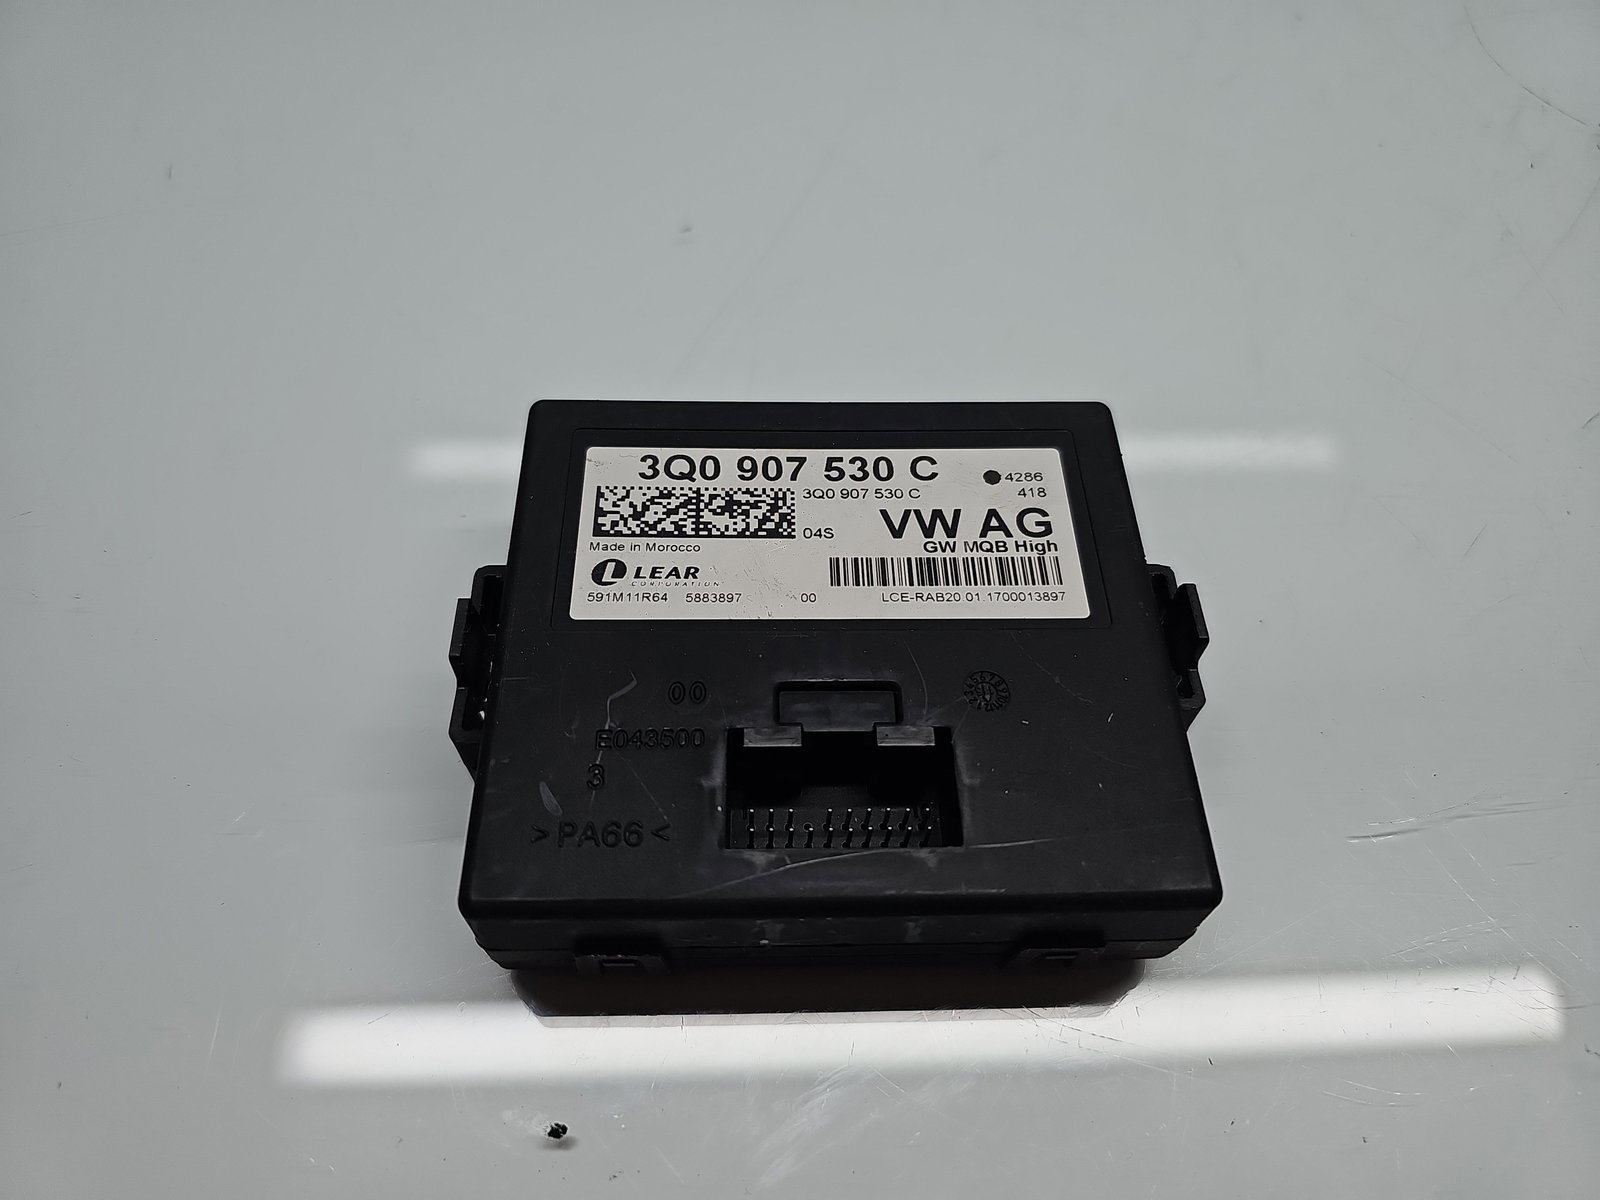 3Q0 907 530 C
4286
3Q0 907 530 C
418
04S
VW AG
Made in Morocco
GW MQB High
L LEAR
CORPORATION
591M11R64 5883897 00 LCE-RAB20.01.1700013897
00
E043500
3
>PA66<